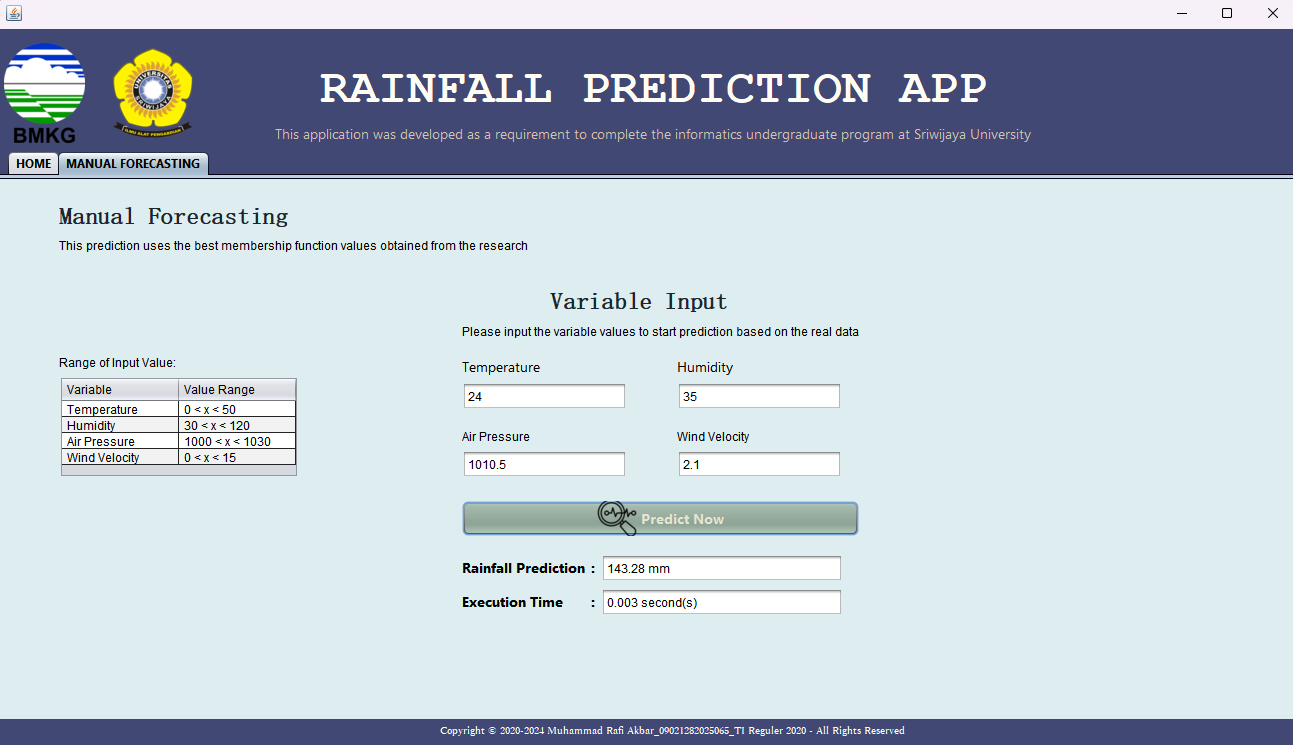 BMKG
UNIVERSITAS SRIWIJAYA
ILMU ALAT PENGABDIAN
RAINFALL PREDICTION APP
This application was developed as a requirement to complete the informatics undergraduate program at Sriwijaya University
HOME MANUAL FORECASTING
Manual Forecasting
This prediction uses the best membership function values obtained from the research
Variable Input
Please input the variable values to start prediction based on the real data
Range of Input Value:
Variable Value Range
Temperature 0 < x < 50
Humidity 30 < x < 120
Air Pressure 1000 < x < 1030
Wind Velocity 0 < x < 15
Temperature Humidity
24 35
Air Pressure Wind Velocity
1010.5 2.1
Predict Now
Rainfall Prediction : 143.28 mm
Execution Time : 0.003 second(s)
Copyright © 2020-2024 Muhammad Rafi Akbar_09021282025065_TI Reguler 2020 - All Rights Reserved